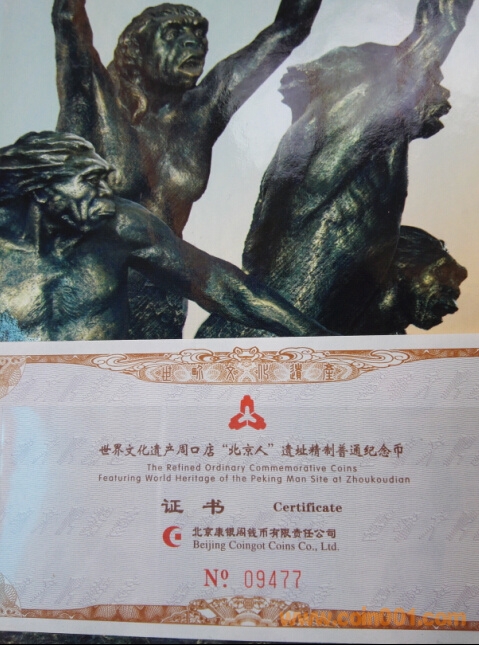 世界文化遺產
世界文化遗产周口店“北京人”遗址精制普通纪念币
The Refined Ordinary Commemorative Coins
Featuring World Heritage of the Peking Man Site at Zhoukoudian
证书 Certificate
北京康银阁钱币有限责任公司
Beijing Coingot Coins Co., Ltd.
№ 09477
www.coin001.com